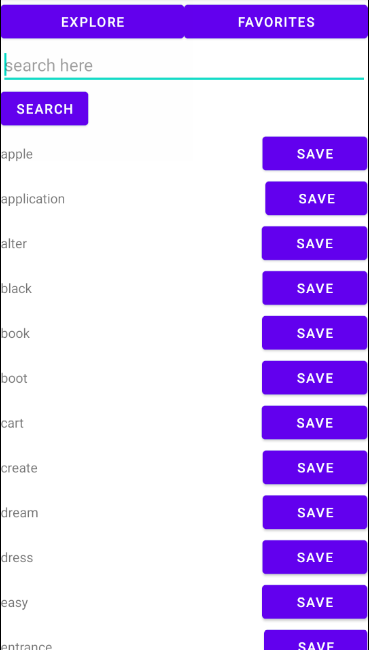 EXPLORE FAVORITES
search here
SEARCH
apple SAVE
application SAVE
alter SAVE
black SAVE
book SAVE
boot SAVE
cart SAVE
create SAVE
dream SAVE
dress SAVE
easy SAVE
entrance SAVE